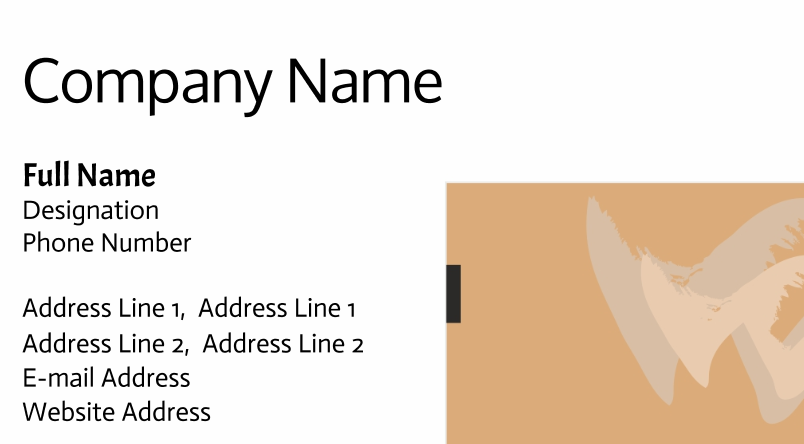 Company Name
Full Name
Designation
Phone Number
Address Line 1,  Address Line 1
Address Line 2,  Address Line 2
E-mail Address
Website Address